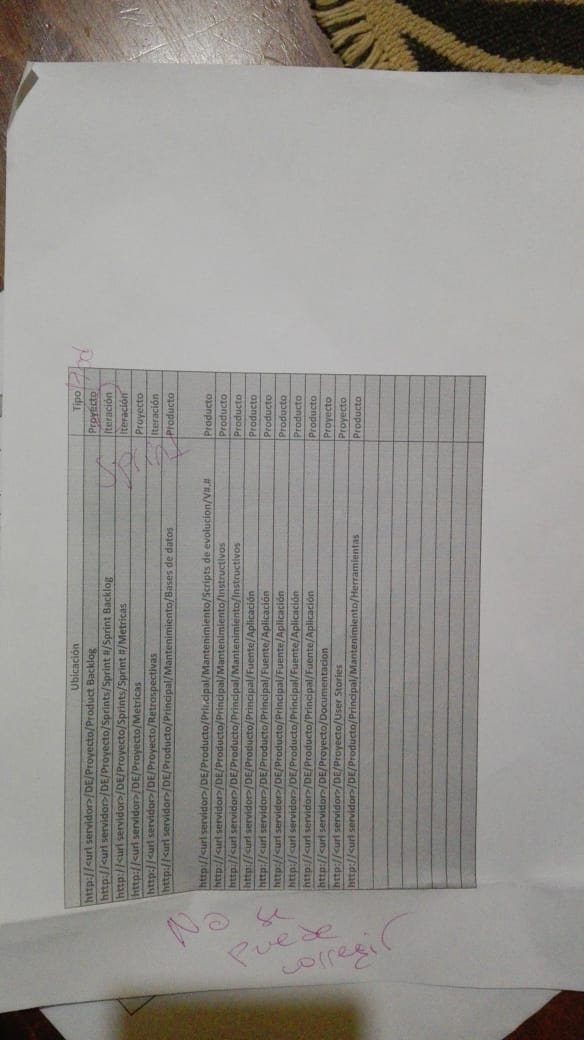 Ubicación Tipo
http://<url servidor>/DE/Proyecto/Product Backlog Proyecto
http://<url servidor>/DE/Proyecto/Sprints/Sprint #/Sprint Backlog Iteración
http://<url servidor>/DE/Proyecto/Sprints/Sprint #/Metricas Iteración
http://<url servidor>/DE/Proyecto/Metricas Proyecto
http://<url servidor>/DE/Proyecto/Retrospectivas Iteración
http://<url servidor>/DE/Producto/Principal/Mantenimiento/Bases de datos Producto
http://<url servidor>/DE/Producto/Principal/Mantenimiento/Scripts de evolucion/V#.# Producto
http://<url servidor>/DE/Producto/Principal/Mantenimiento/Instructivos Producto
http://<url servidor>/DE/Producto/Principal/Mantenimiento/Instructivos Producto
http://<url servidor>/DE/Producto/Principal/Fuente/Aplicación Producto
http://<url servidor>/DE/Producto/Principal/Fuente/Aplicación Producto
http://<url servidor>/DE/Producto/Principal/Fuente/Aplicación Producto
http://<url servidor>/DE/Producto/Principal/Fuente/Aplicación Producto
http://<url servidor>/DE/Producto/Principal/Fuente/Aplicación Producto
http://<url servidor>/DE/Proyecto/Documentacion Proyecto
http://<url servidor>/DE/Proyecto/User Stories Proyecto
http://<url servidor>/DE/Producto/Principal/Mantenimiento/Herramientas Producto
Sprint
No se
puede
corregir